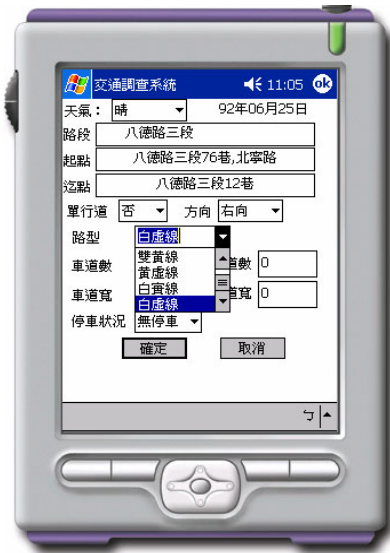 交通調查系統 11:05 ok
天氣： 晴 92年06月25日
路段 八德路三段
起點 八德路三段76巷,北寧路
迄點 八德路三段12巷
單行道 否 方向 右向
路型 白虛線
雙黃線
車道數 道數 0
黃虛線
白實線
車道寬 道寬 0
白虛線
停車狀況 無停車
確定 取消
ㄅ